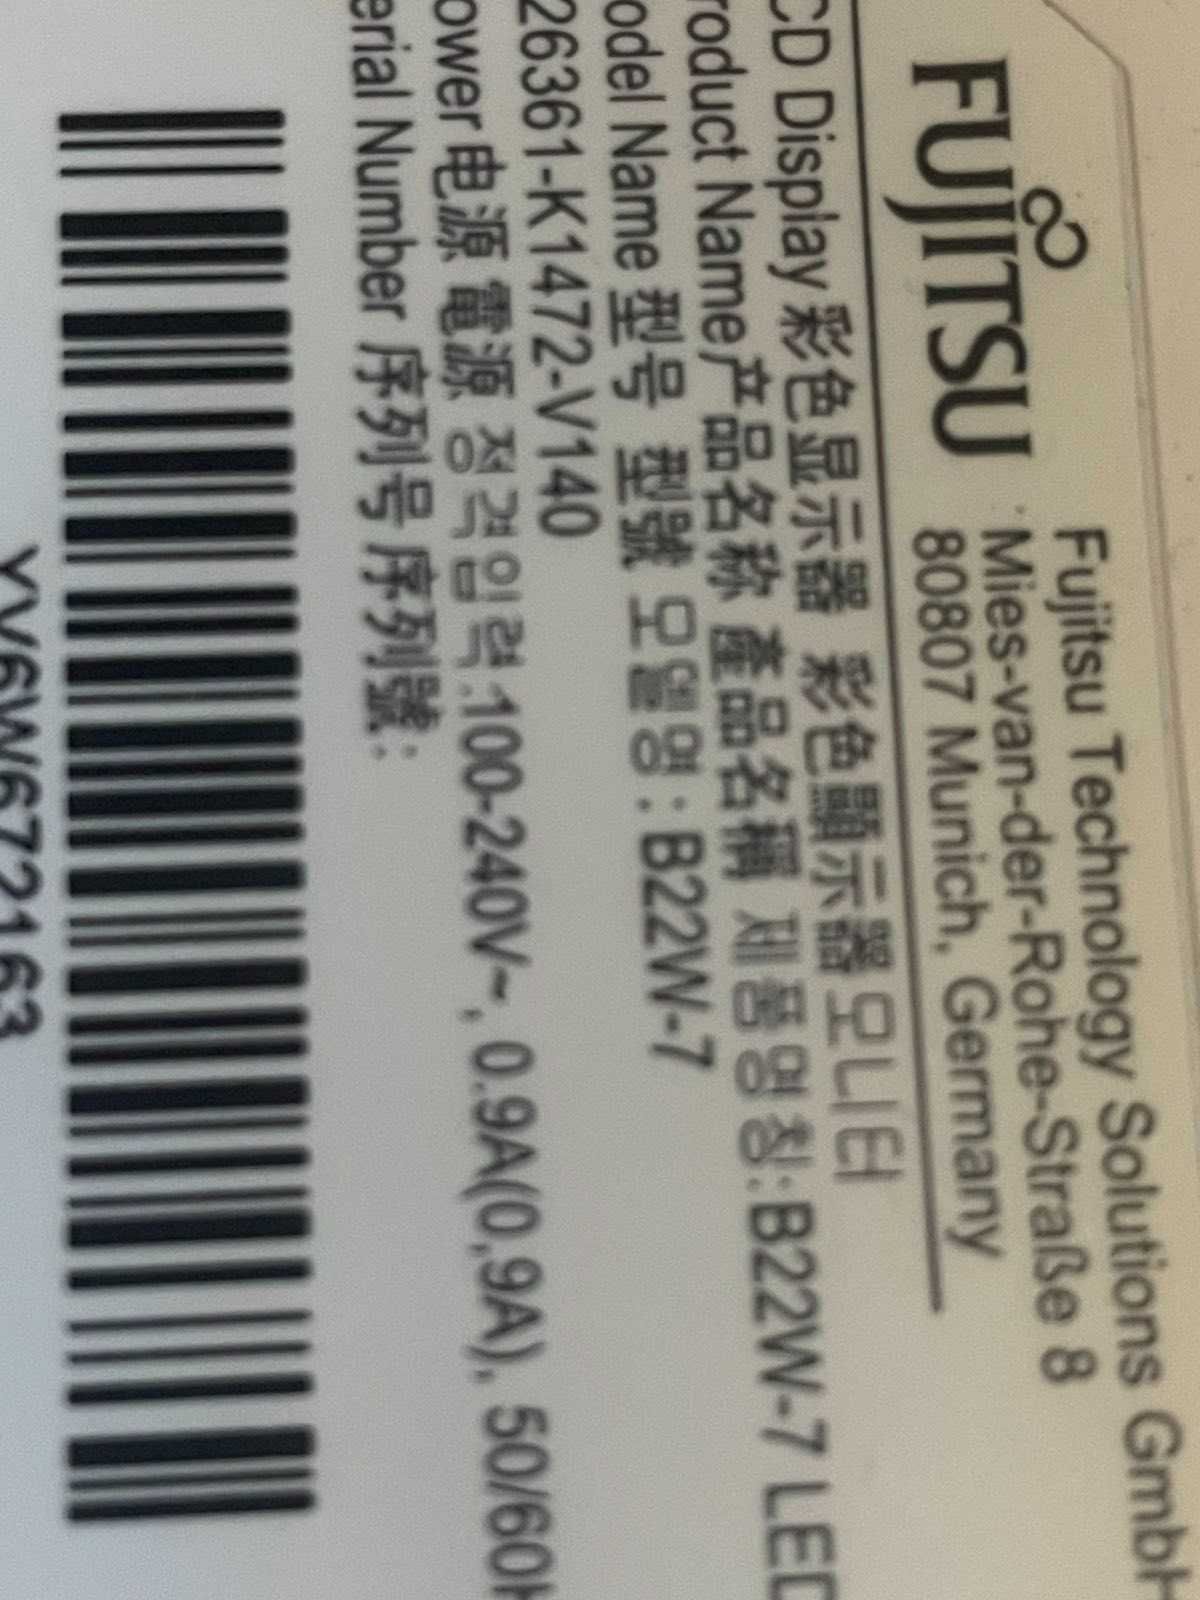 FUJITSU
Fujitsu Technology Solutions GmbH
Mies-van-der-Rohe-Straße 8
80807 Munich, Germany
CD Display 彩色显示器 彩色顯示器 모니터
roduct Name产品名称 產品名稱 제품명칭:B22W-7 LED
odel Name 型号 型號 모델명 : B22W-7
26361-K1472-V140
ower 电源 電源 정격입력:100-240V~, 0.9A(0,9A), 50/60H
erial Number 序列号 序列號:
YV6W672163